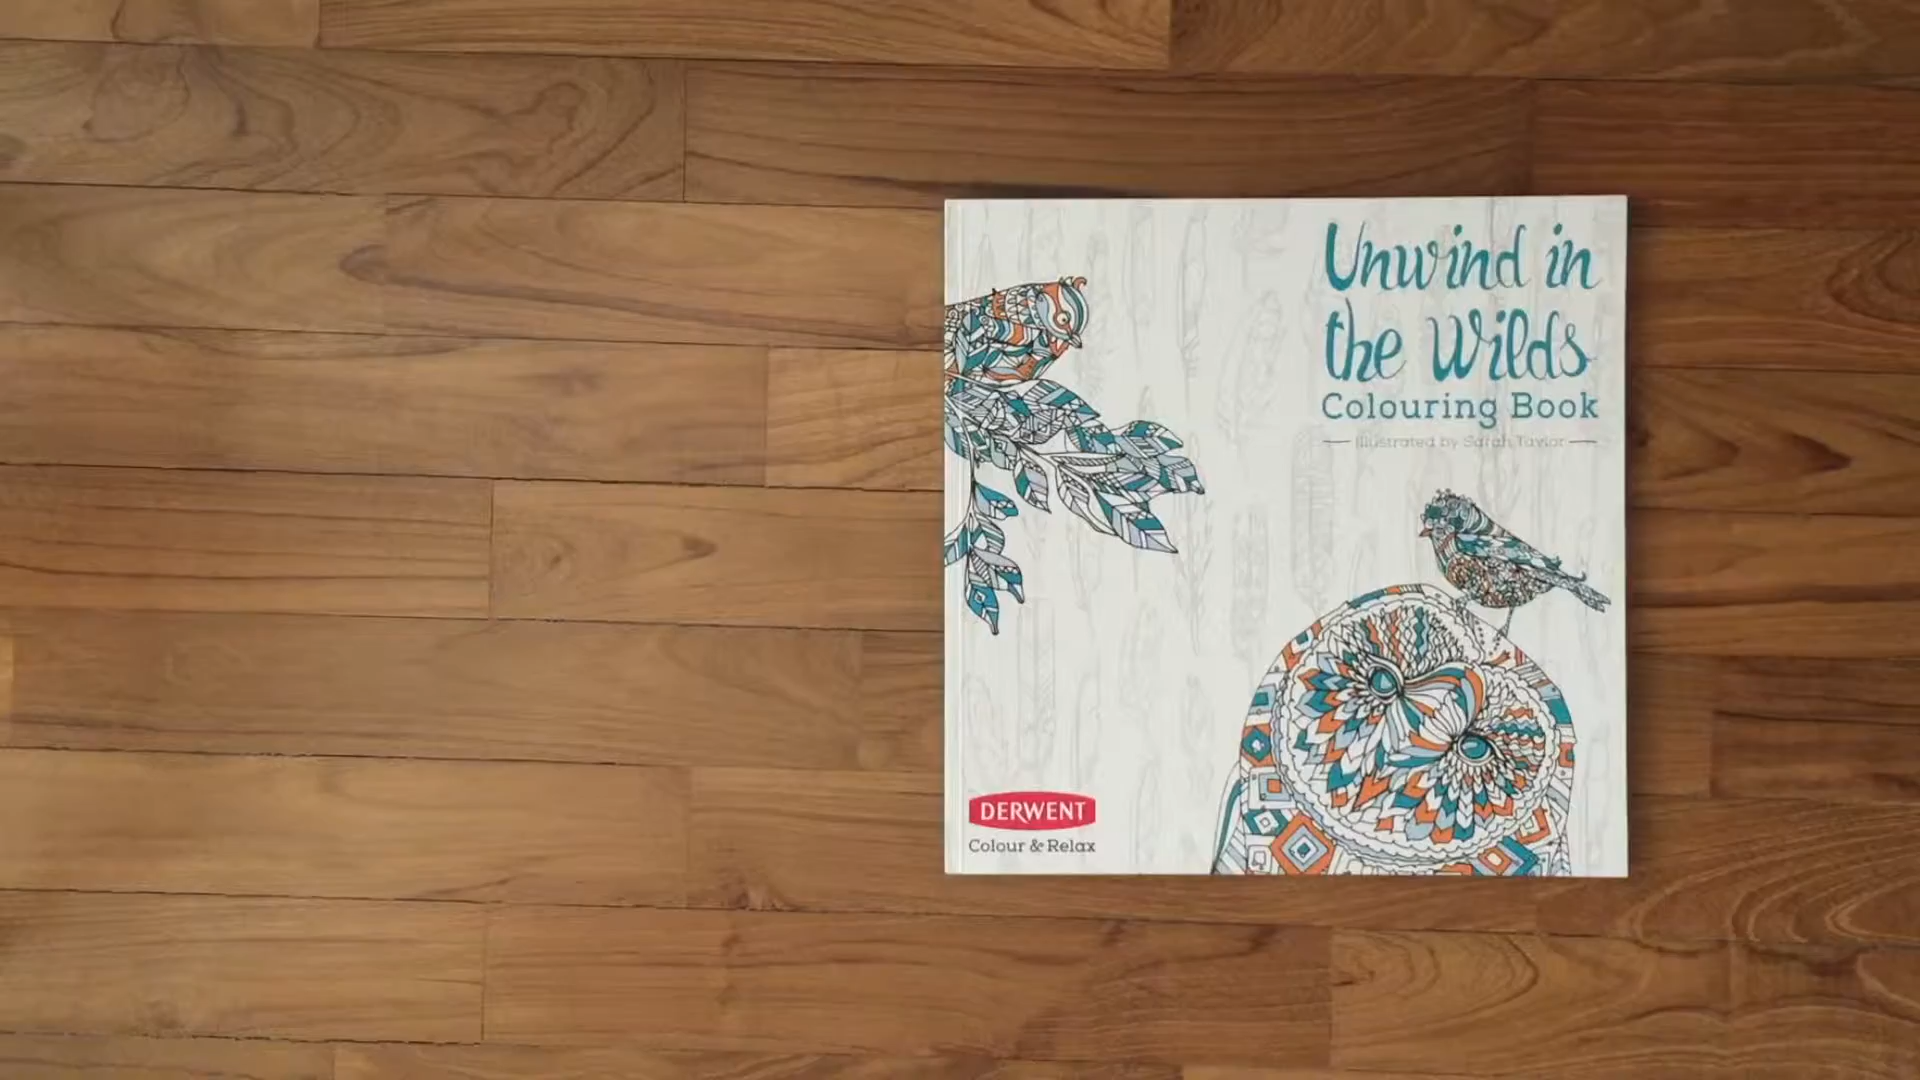 Unwind in
the Wilds
Colouring Book
Illustrated by Sarah Taylor
DERWENT
Colour & Relax